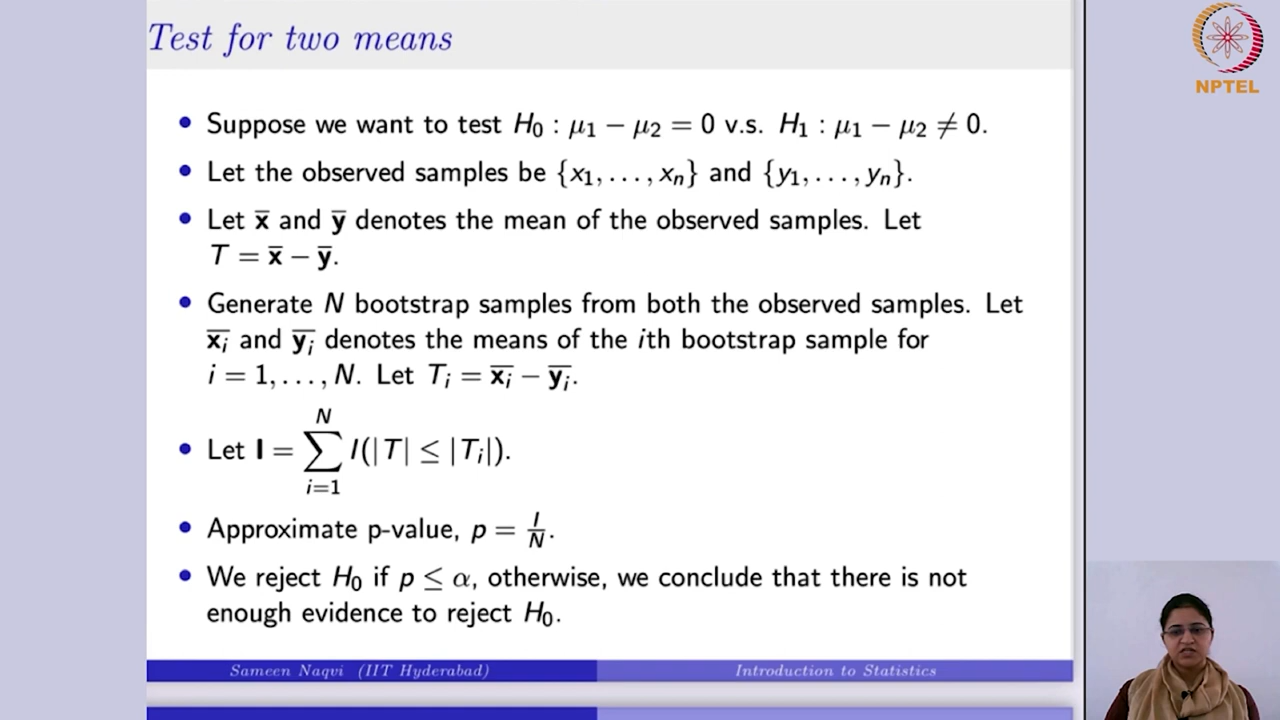 Test for two means
NPTEL
• Suppose we want to test H₀ : μ₁ − μ₂ = 0 v.s. H₁ : μ₁ − μ₂ ≠ 0.
• Let the observed samples be {x₁, . . . , xₙ} and {y₁, . . . , yₙ}.
• Let x̄ and ȳ denotes the mean of the observed samples. Let
T = x̄ − ȳ.
• Generate N bootstrap samples from both the observed samples. Let
x̄ᵢ and ȳᵢ denotes the means of the ith bootstrap sample for
i = 1, . . . , N. Let Tᵢ = x̄ᵢ − ȳᵢ.
• Let I = ∑_{i=1}^{N} I(|T| ≤ |Tᵢ|).
• Approximate p-value, p = I/N.
• We reject H₀ if p ≤ α, otherwise, we conclude that there is not
enough evidence to reject H₀.
Sameen Naqvi (IIT Hyderabad) Introduction to Statistics